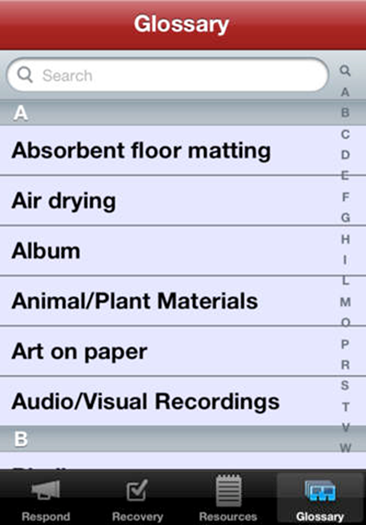 Glossary
Search
A
Absorbent floor matting
Air drying
Album
Animal/Plant Materials
Art on paper
Audio/Visual Recordings
B
A
B
C
D
E
F
G
H
I
L
M
O
P
R
S
T
V
W
Respond
Recovery
Resources
Glossary